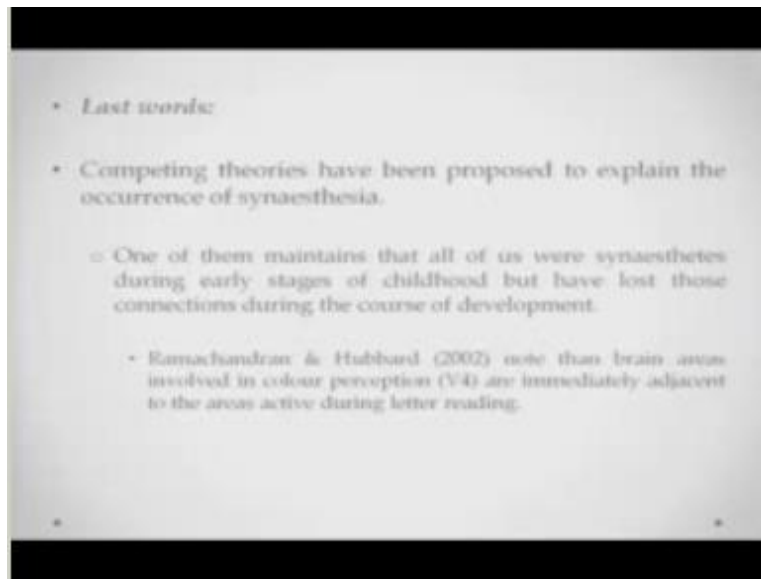 • Last words:
• Competing theories have been proposed to explain the
occurrence of synaesthesia.
○ One of them maintains that all of us were synaesthetes
during early stages of childhood but have lost those
connections during the course of development.
• Ramachandran & Hubbard (2002) note than brain areas
involved in colour perception (V4) are immediately adjacent
to the areas active during letter reading.